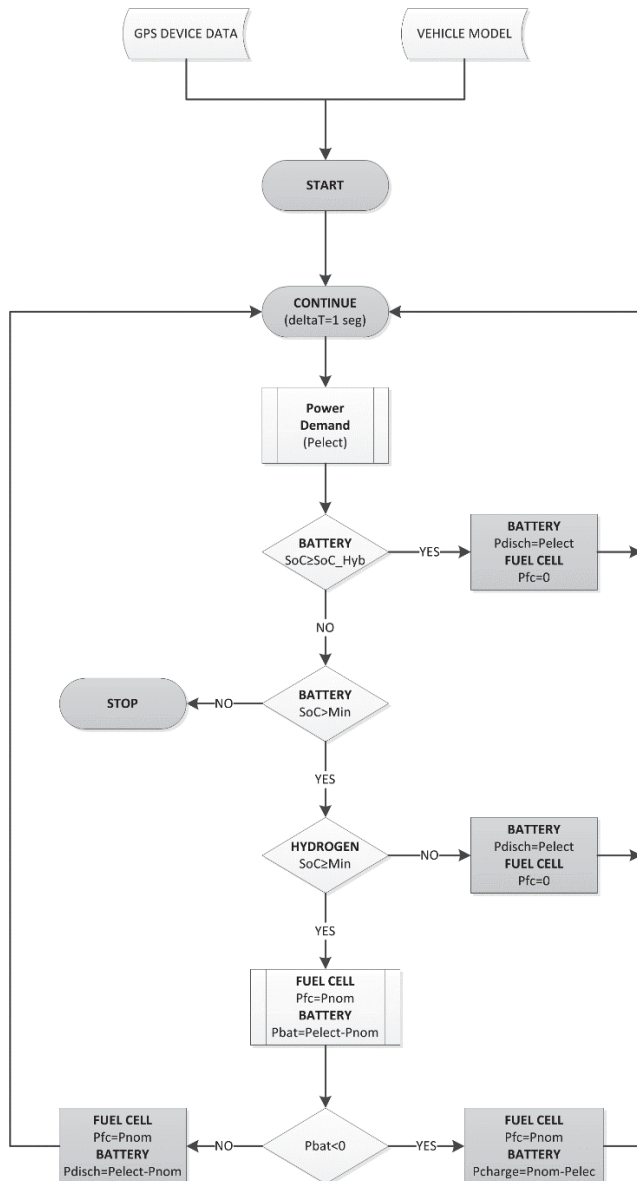 GPS DEVICE DATA
VEHICLE MODEL
START
CONTINUE
(deltaT=1 seg)
Power
Demand
(Pelect)
BATTERY
SoC≥SoC_Hyb
YES
BATTERY
Pdisch=Pelect
FUEL CELL
Pfc=0
NO
BATTERY
SoC>Min
NO
STOP
YES
HYDROGEN
SoC≥Min
NO
BATTERY
Pdisch=Pelect
FUEL CELL
Pfc=0
YES
FUEL CELL
Pfc=Pnom
BATTERY
Pbat=Pelect-Pnom
Pbat<0
NO
FUEL CELL
Pfc=Pnom
BATTERY
Pdisch=Pelect-Pnom
YES
FUEL CELL
Pfc=Pnom
BATTERY
Pcharge=Pnom-Pelec